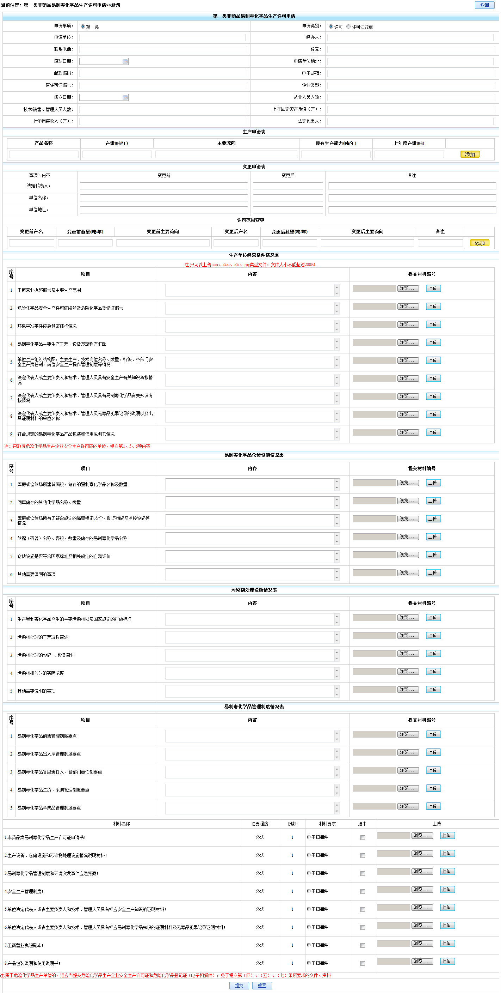 当前位置：第一类非药品易制毒化学品生产许可申请>>新增
返回
第一类非药品易制毒化学品生产许可申请
申请事项： 第一类 申请类别： 许可 许可证变更
申请单位： 经办人：
联系电话： 传真：
填写日期： 申请单位地址：
邮政编码： 电子邮箱：
原许可证编号： 企业类型：
成立日期： 从业人员人数：
技术/销售、管理人员人数： 上年固定资产净值（万）：
上年销售收入（万）： 法定代表人：
生产申请表
产品名称 产量(吨/年) 主要流向 现有生产能力(吨/年) 上年度产量(吨)
添加
变更申请表
事项＼内容 变更前 变更后 备注
法定代表人：
单位名称：
单位地址：
许可范围变更
变更前产名 变更前数量(吨/年) 变更前主要流向 变更后产名 变更后数量(吨/年) 变更后主要流向 备注
添加
生产单位经营条件情况表
注:只可以上传.zip、.doc、.xls、.jpg类型文件，文件大小不能超过200M.
序号 项目 内容 提交材料编号
1 工商营业执照编号及主要生产范围 浏览... 上传
2 危险化学品安全生产许可证编号及危险化学品登记证编号 浏览... 上传
3 环境突发事件应急预案结构情况 浏览... 上传
4 易制毒化学品主要生产工艺、设备及流程方框图 浏览... 上传
5 单位生产组织结构图，主要生产、技术岗位名称、数量，各级、各部门安
全生产责任制，岗位安全生产操作管理制度等情况 浏览... 上传
6 法定代表人或主要负责人和技术、管理人员具有安全生产有关知识考核情
况 浏览... 上传
7 法定代表人或主要负责人和技术、管理人员具有易制毒化学品有关知识考
核情况 浏览... 上传
8 法定代表人或主要负责人和技术、管理人员无毒品犯罪记录的说明以及出
具证明材料的单位名称 浏览... 上传
9 符合规定的易制毒化学品产品包装和使用说明书情况 浏览... 上传
注：已取得危险化学品生产企业安全生产许可证的单位，提交第1、5、6项内容
易制毒化学品仓储设施情况表
序号 项目 内容 提交材料编号
1 库房或仓储场所建筑面积，储存的易制毒化学品名称及数量 浏览... 上传
2 同库储存的其他化学品名称、数量 浏览... 上传
3 库房或仓储场所有无符合规定的隔离措施,安全、防盗措施及监控设施等
情况 浏览... 上传
4 储罐（容器）名称、容积、数量及储存的易制毒化学品名称 浏览... 上传
5 仓储设施是否符合国家标准及相关规定的自我评价 浏览... 上传
6 其他需要说明的事项 浏览... 上传
污染物处理设施情况表
序号 项目 内容 提交材料编号
1 生产易制毒化学品产生的主要污染物以及国家规定的排放标准 浏览... 上传
2 污染物处理的工艺流程简述 浏览... 上传
3 污染物处理的设施 、设备简述 浏览... 上传
4 污染物排放时的实际浓度 浏览... 上传
5 其他需要说明的事项 浏览... 上传
易制毒化学品管理制度情况表
序号 项目 内容 提交材料编号
1 易制毒化学品销售管理制度要点 浏览... 上传
2 易制毒化学品出入库管理制度要点 浏览... 上传
3 易制毒化学品各级责任人、各部门责任制要点 浏览... 上传
4 易制毒化学品进货、采购管理制度要点 浏览... 上传
5 易制毒化学品半成品管理制度要点 浏览... 上传
材料名称 必要程度 份数 材料要求 选中 上传
1.非药品类易制毒化学品生产许可证申请书； 必选 1 电子扫描件 浏览... 上传
2.生产设备、仓储设施和污染物处理设施情况说明材料； 必选 1 电子扫描件 浏览... 上传
3.易制毒化学品管理制度和环境突发事件应急预案； 必选 1 电子扫描件 浏览... 上传
4.安全生产管理制度； 必选 1 电子扫描件 浏览... 上传
5.单位法定代表人或者主要负责人和技术、管理人员具有相应安全生产知识的证明材料； 必选 1 电子扫描件 浏览... 上传
6.单位法定代表人或者主要负责人和技术、管理人员具有相应易制毒化学品知识的证明材料及无毒品犯罪记录证明材料； 必选 1 电子扫描件 浏览... 上传
7.工商营业执照副本； 必选 1 电子扫描件 浏览... 上传
8.产品包装说明和使用说明书； 必选 1 电子扫描件 浏览... 上传
注:属于危险化学品生产单位的，还应当提交危险化学品生产企业安全生产许可证和危险化学品登记证（电子扫描件），免于提交第（四）、（五）、（七）条所要求的文件、资料
提交 重置